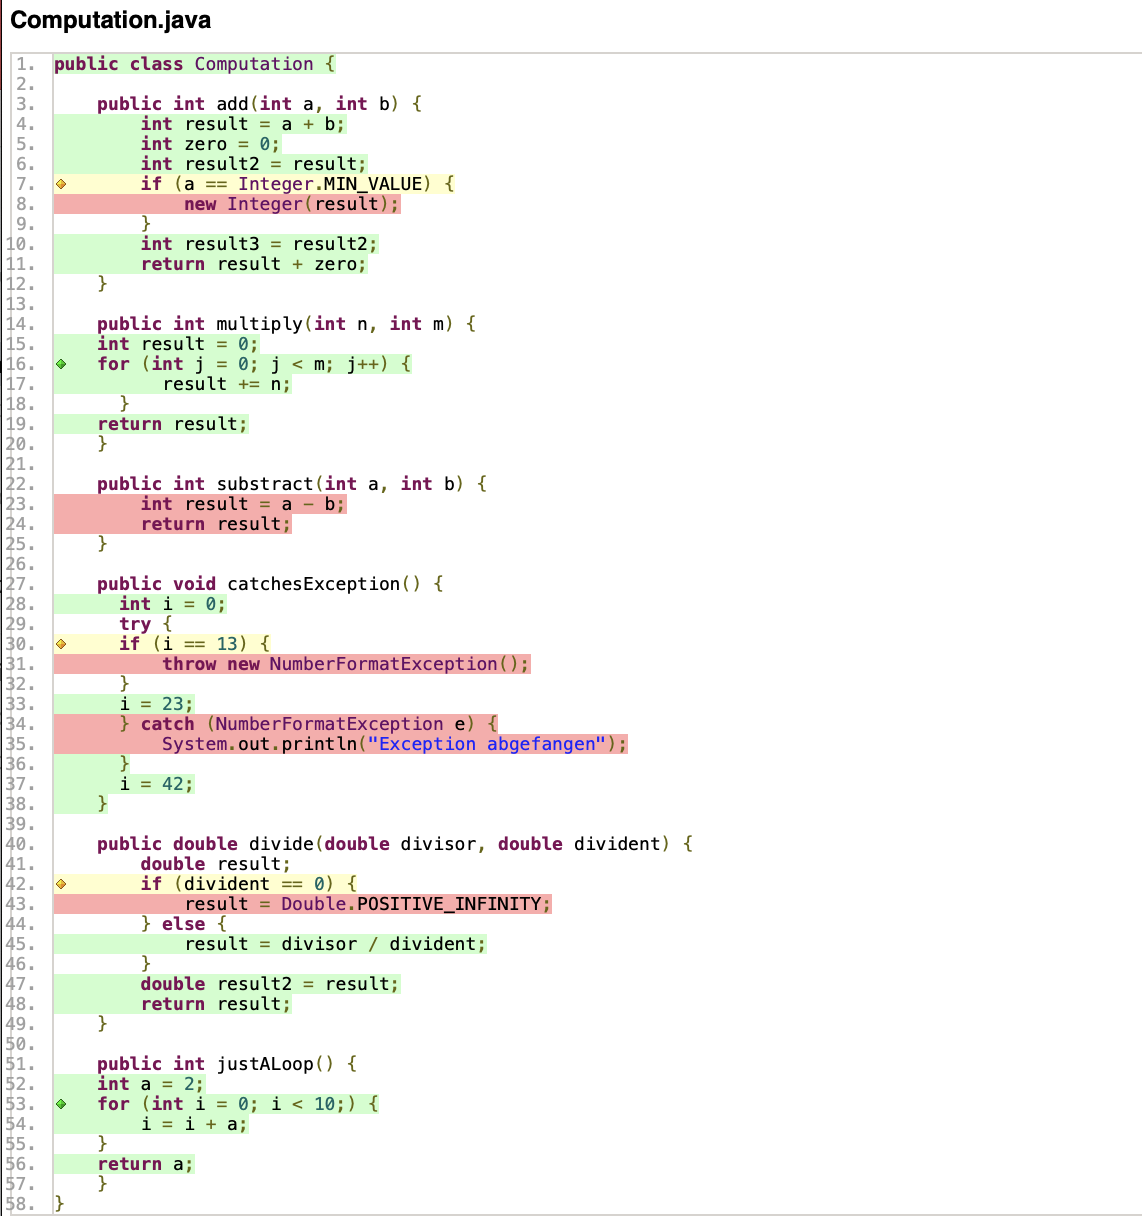 Computation.java
1. public class Computation {
2.
3. public int add(int a, int b) {
4. int result = a + b;
5. int zero = 0;
6. int result2 = result;
7. if (a == Integer.MIN_VALUE) {
8. new Integer(result);
9. }
10. int result3 = result2;
11. return result + zero;
12. }
13.
14. public int multiply(int n, int m) {
15. int result = 0;
16. for (int j = 0; j < m; j++) {
17. result += n;
18. }
19. return result;
20. }
21.
22. public int substract(int a, int b) {
23. int result = a - b;
24. return result;
25. }
26.
27. public void catchesException() {
28. int i = 0;
29. try {
30. if (i == 13) {
31. throw new NumberFormatException();
32. }
33. i = 23;
34. } catch (NumberFormatException e) {
35. System.out.println("Exception abgefangen");
36. }
37. i = 42;
38. }
39.
40. public double divide(double divisor, double divident) {
41. double result;
42. if (divident == 0) {
43. result = Double.POSITIVE_INFINITY;
44. } else {
45. result = divisor / divident;
46. }
47. double result2 = result;
48. return result;
49. }
50.
51. public int justALoop() {
52. int a = 2;
53. for (int i = 0; i < 10;) {
54. i = i + a;
55. }
56. return a;
57. }
58. }